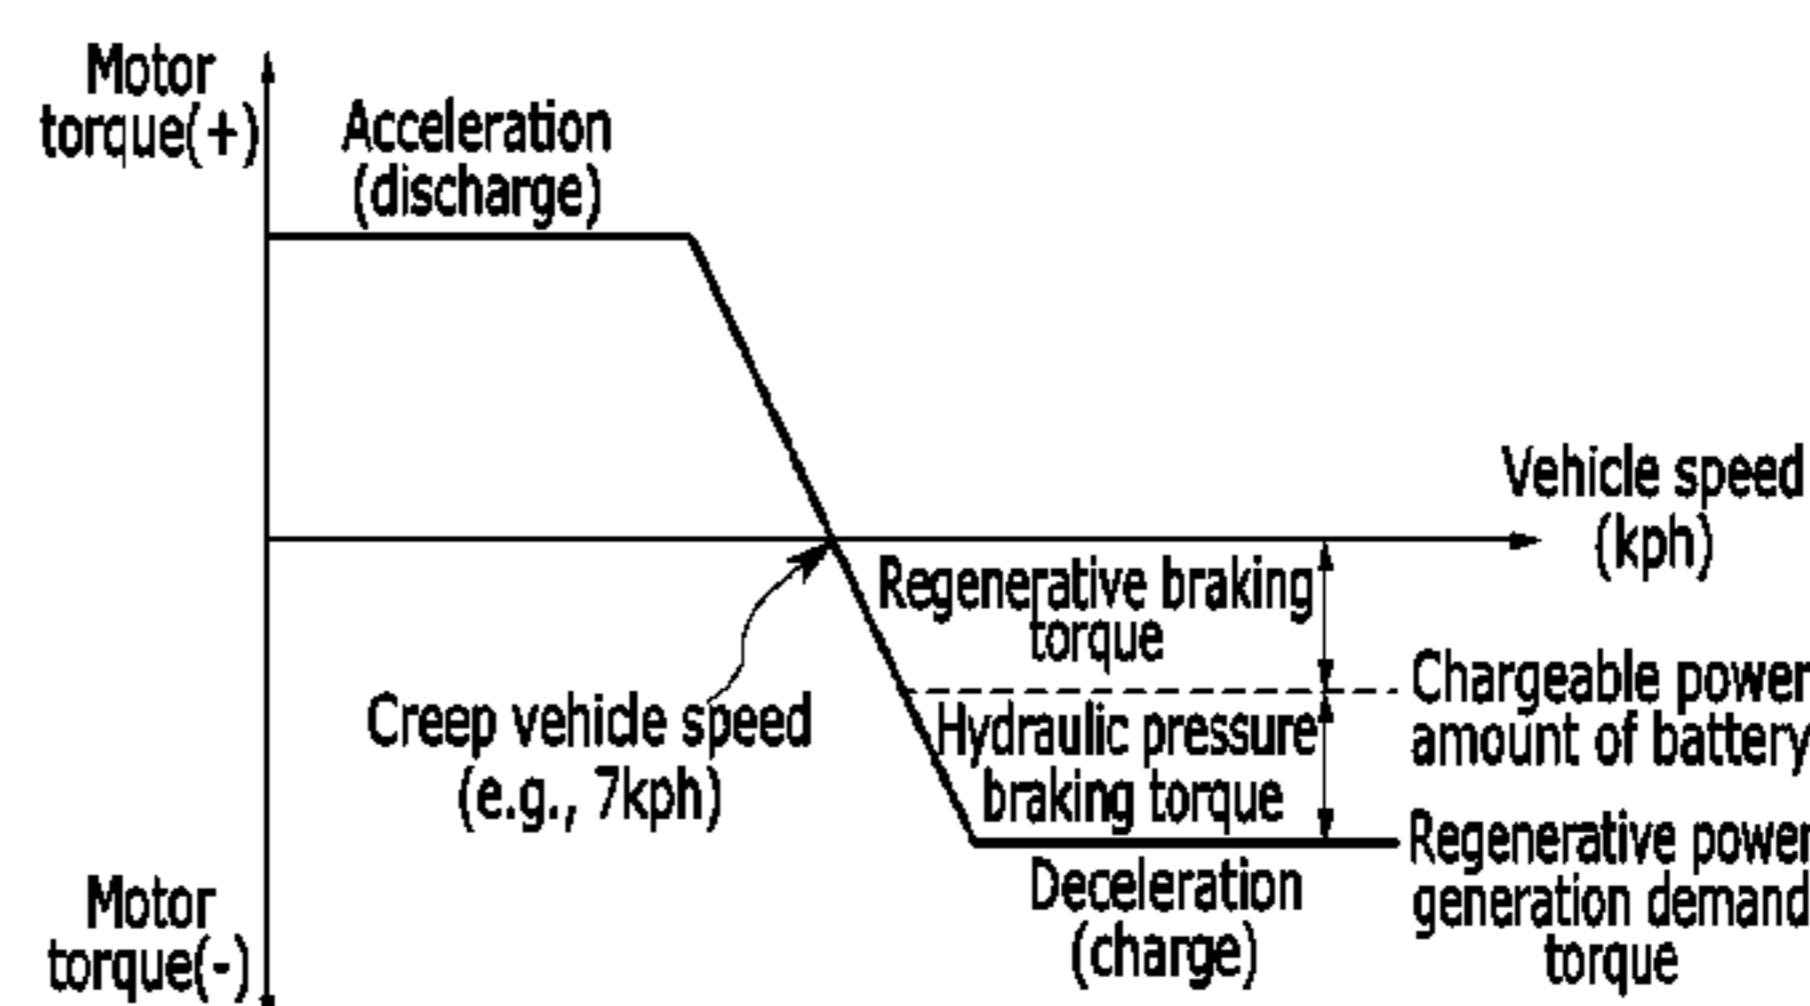 Motor
torque(+)
Acceleration
(discharge)
Vehicle speed
(kph)
Regenerative braking
torque
Creep vehicle speed
(e.g., 7kph)
Chargeable power
amount of battery
Hydraulic pressure
braking torque
Regenerative power
generation demand
torque
Deceleration
(charge)
Motor
torque(-)